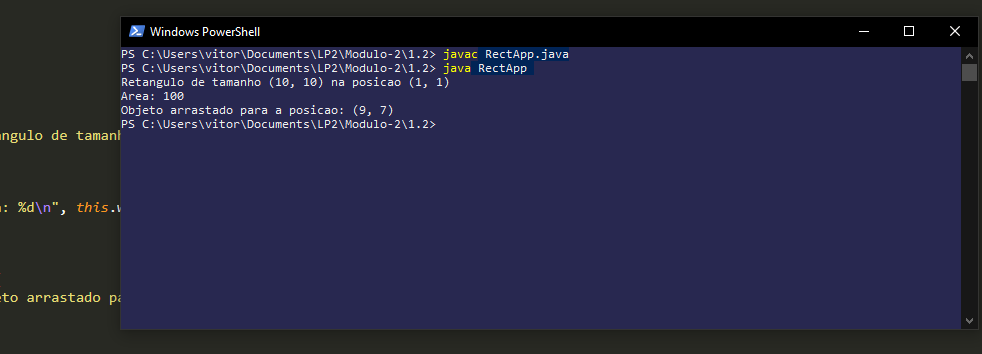 Windows PowerShell
PS C:\Users\vitor\Documents\LP2\Modulo-2\1.2> javac RectApp.java
PS C:\Users\vitor\Documents\LP2\Modulo-2\1.2> java RectApp
Retangulo de tamanho (10, 10) na posicao (1, 1)
Area: 100
Objeto arrastado para a posicao: (9, 7)
PS C:\Users\vitor\Documents\LP2\Modulo-2\1.2>
ngulo de tamanh
: %d\n", this.w
eto arrastado pa